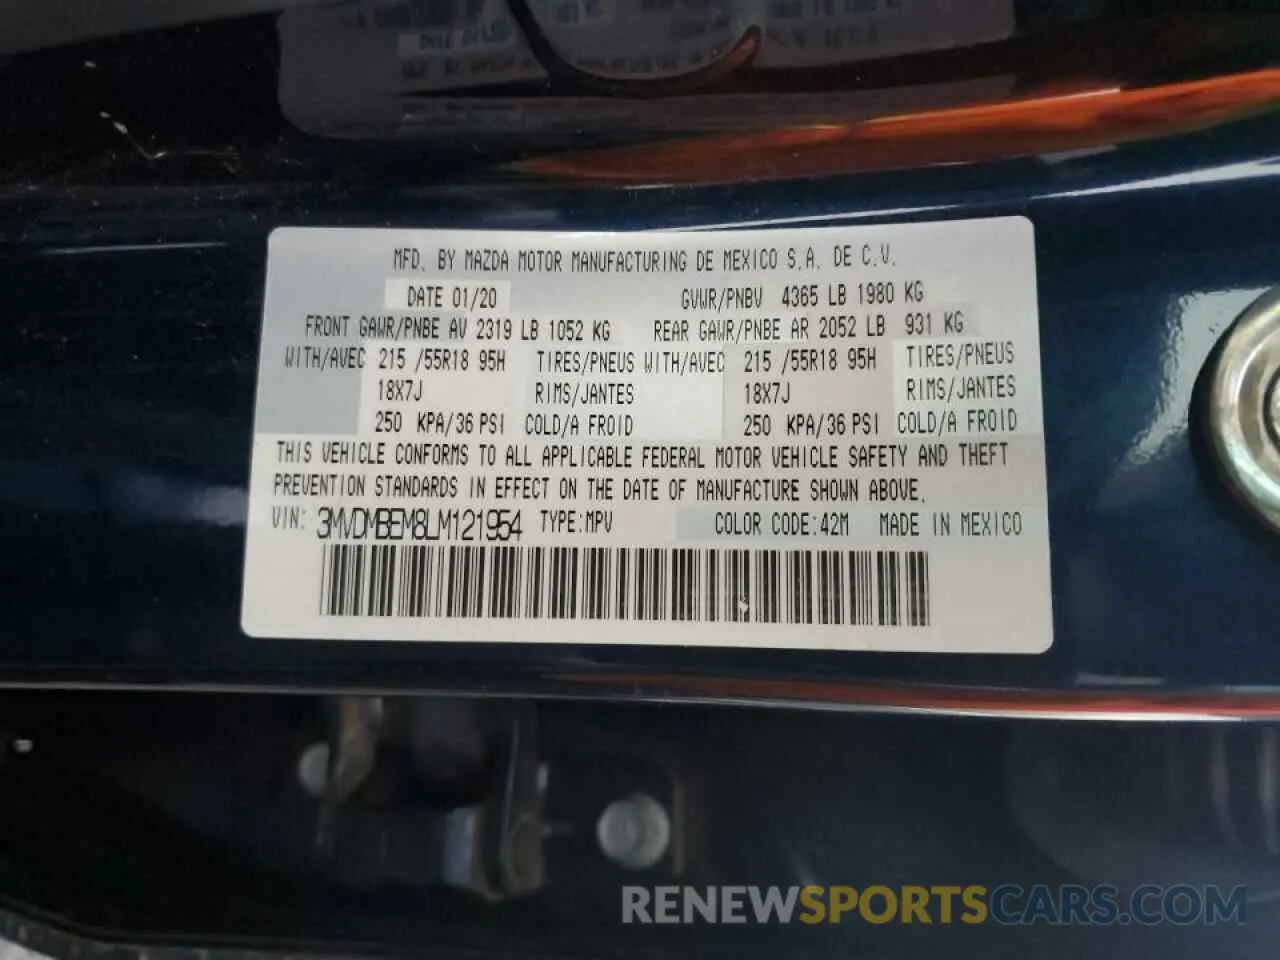 MFD. BY MAZDA MOTOR MANUFACTURING DE MEXICO S.A. DE C.V.
DATE 01/20 GVWR/PNBV 4365 LB 1980 KG
FRONT GAWR/PNBE AV 2319 LB 1052 KG REAR GAWR/PNBE AR 2052 LB 931 KG
WITH/AVEC 215 /55R18 95H TIRES/PNEUS WITH/AVEC 215 /55R18 95H TIRES/PNEUS
18X7J RIMS/JANTES 18X7J RIMS/JANTES
250 KPA/36 PSI COLD/A FROID 250 KPA/36 PSI COLD/A FROID
THIS VEHICLE CONFORMS TO ALL APPLICABLE FEDERAL MOTOR VEHICLE SAFETY AND THEFT
PREVENTION STANDARDS IN EFFECT ON THE DATE OF MANUFACTURE SHOWN ABOVE.
VIN: 3MVDMBEM8LM121954 TYPE:MPV COLOR CODE:42M MADE IN MEXICO
RENEWSPORTSCARS.COM